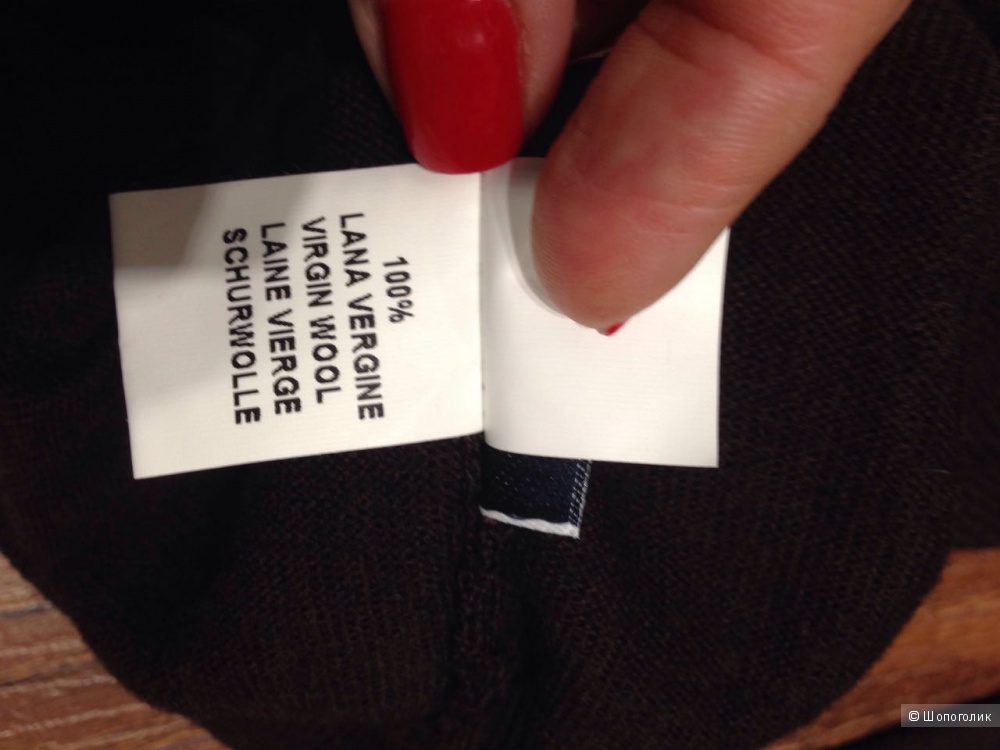 100%
LANA VERGINE
VIRGIN WOOL
LAINE VIERGE
SCHURWOLLE
© Шопоголик